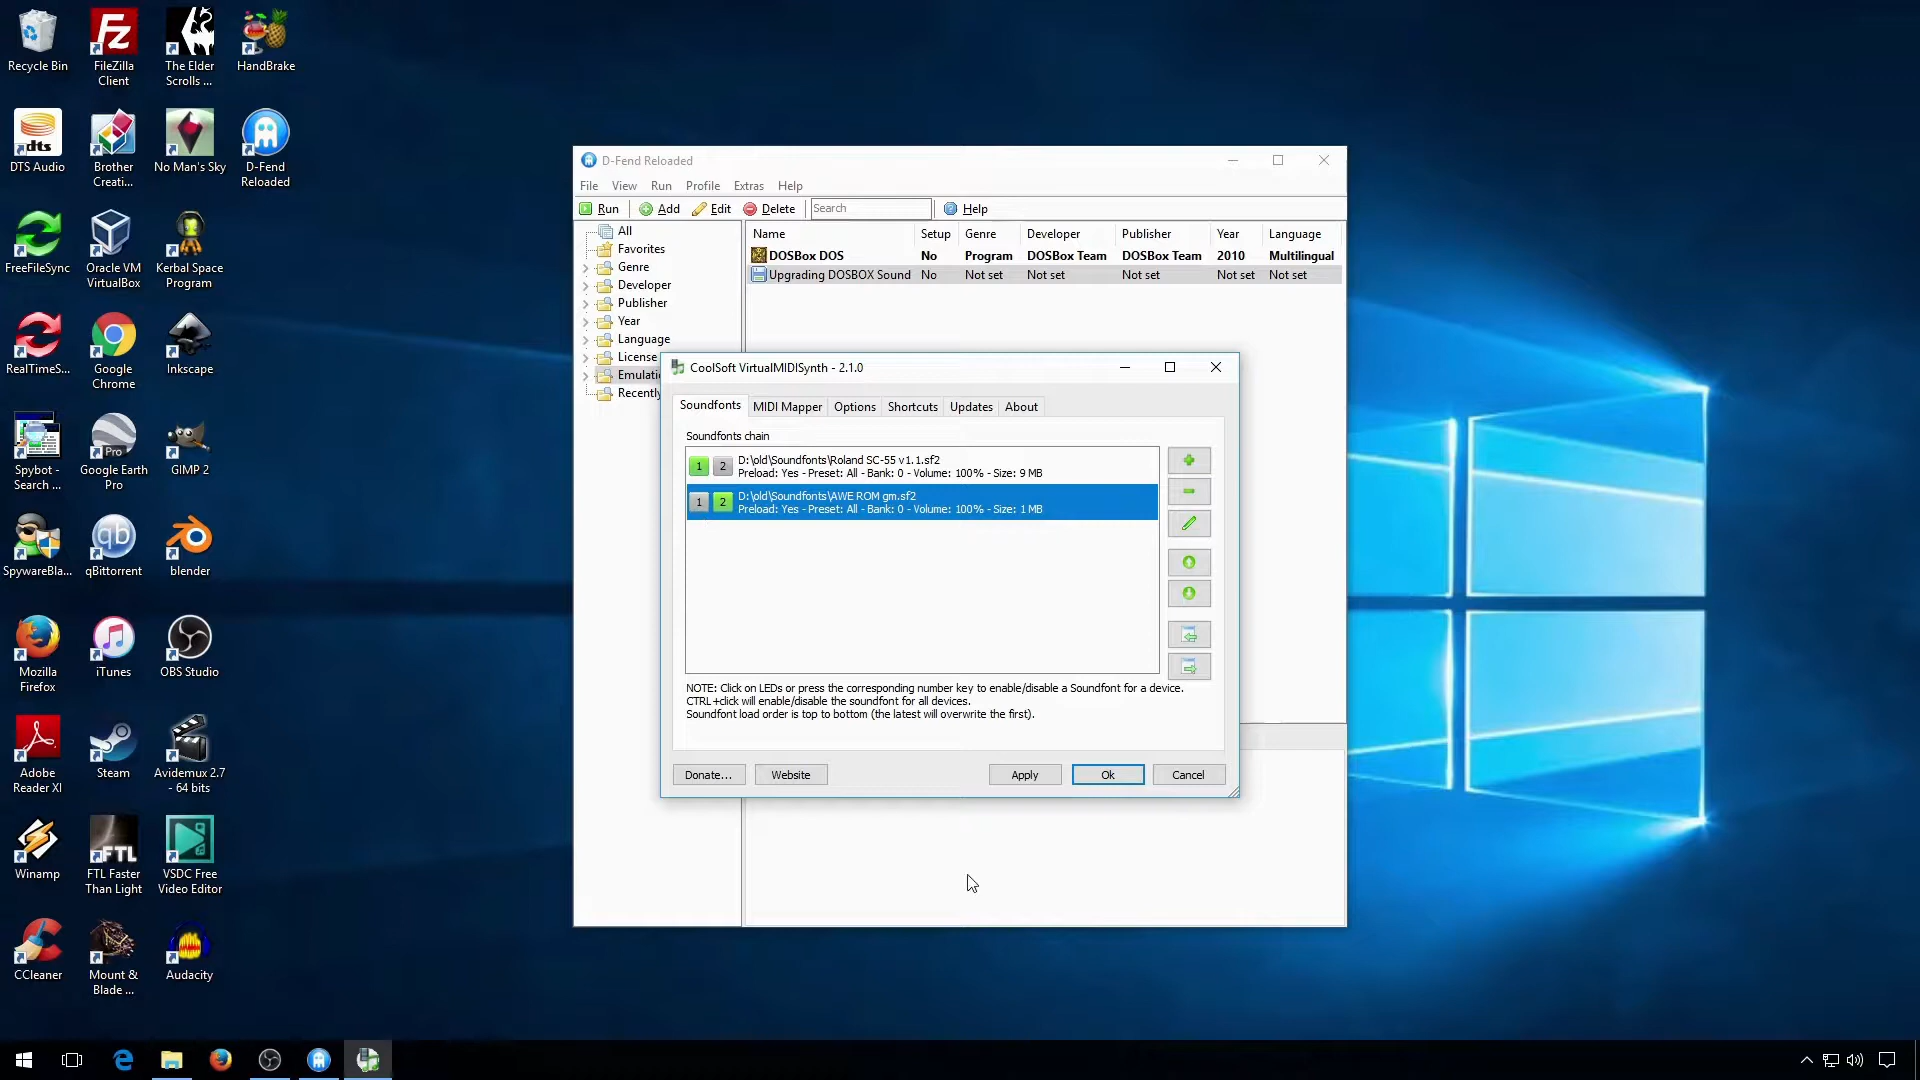 Recycle Bin
FileZilla
Client
The Elder
Scrolls ...
HandBrake
dts
DTS Audio
Brother
Creati...
No Man's Sky
D-Fend
Reloaded
FreeFileSync
Oracle VM
VirtualBox
Kerbal Space
Program
RealTimeS...
Google
Chrome
Inkscape
Spybot -
Search ...
Pro
Google Earth
Pro
GIMP 2
SpywareBla...
qb
qBittorrent
blender
Mozilla
Firefox
iTunes
OBS Studio
Adobe
Reader XI
Steam
Avidemux 2.7
- 64 bits
Winamp
FTL
FTL Faster
Than Light
VSDC Free
Video Editor
CCleaner
Mount &
Blade ...
Audacity
D-Fend Reloaded
File View Run Profile Extras Help
Run Add Edit Delete Search Help
All
Favorites
Genre
Developer
Publisher
Year
Language
License
Emulati
Recently
Name Setup Genre Developer Publisher Year Language
DOSBox DOS No Program DOSBox Team DOSBox Team 2010 Multilingual
Upgrading DOSBOX Sound No Not set Not set Not set Not set Not set
CoolSoft VirtualMIDISynth - 2.1.0
Soundfonts MIDI Mapper Options Shortcuts Updates About
Soundfonts chain
1 2 D:\old\Soundfonts\Roland SC-55 v1.1.sf2
Preload: Yes - Preset: All - Bank: 0 - Volume: 100% - Size: 9 MB
1 2 D:\old\Soundfonts\AWE ROM gm.sf2
Preload: Yes - Preset: All - Bank: 0 - Volume: 100% - Size: 1 MB
NOTE: Click on LEDs or press the corresponding number key to enable/disable a Soundfont for a device.
CTRL+click will enable/disable the soundfont for all devices.
Soundfont load order is top to bottom (the latest will overwrite the first).
Donate... Website Apply Ok Cancel